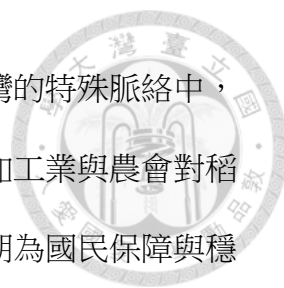 灣的特殊脈絡中，
加工業與農會對稻
期為國民保障與穩